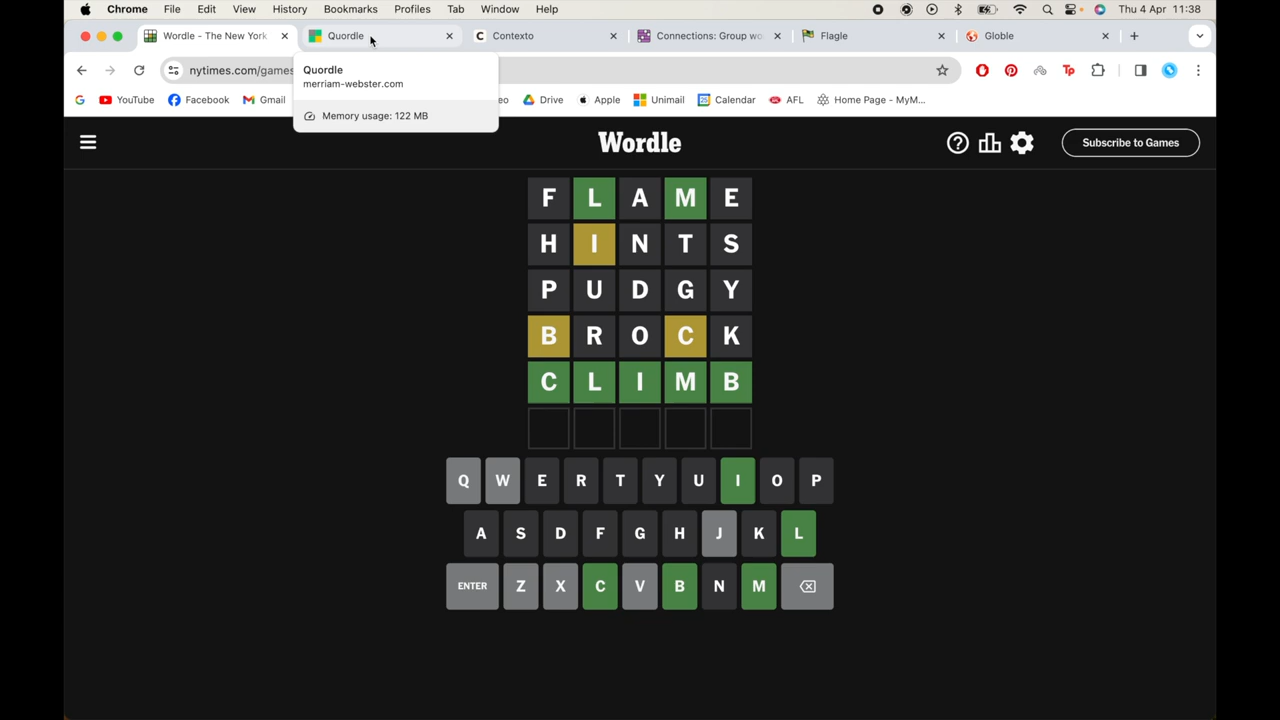 Chrome File Edit View History Bookmarks Profiles Tab Window Help Thu 4 Apr 11:38
Wordle - The New York Quordle Contexto Connections: Group wo Flagle Globle
nytimes.com/games
Quordle
merriam-webster.com
Memory usage: 122 MB
YouTube Facebook Gmail eo Drive Apple Unimail Calendar AFL Home Page - MyM...
Wordle
Subscribe to Games
F L A M E
H I N T S
P U D G Y
B R O C K
C L I M B
Q W E R T Y U I O P
A S D F G H J K L
ENTER Z X C V B N M